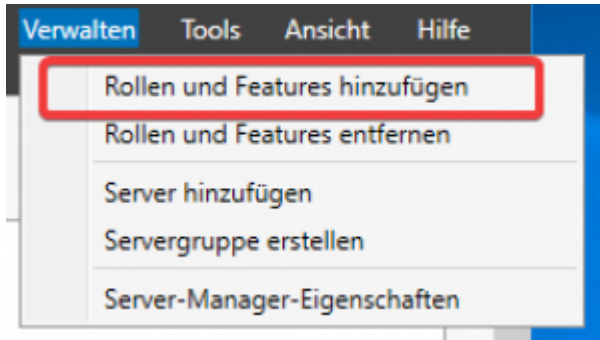 Verwalten Tools Ansicht Hilfe
Rollen und Features hinzufügen
Rollen und Features entfernen
Server hinzufügen
Servergruppe erstellen
Server-Manager-Eigenschaften